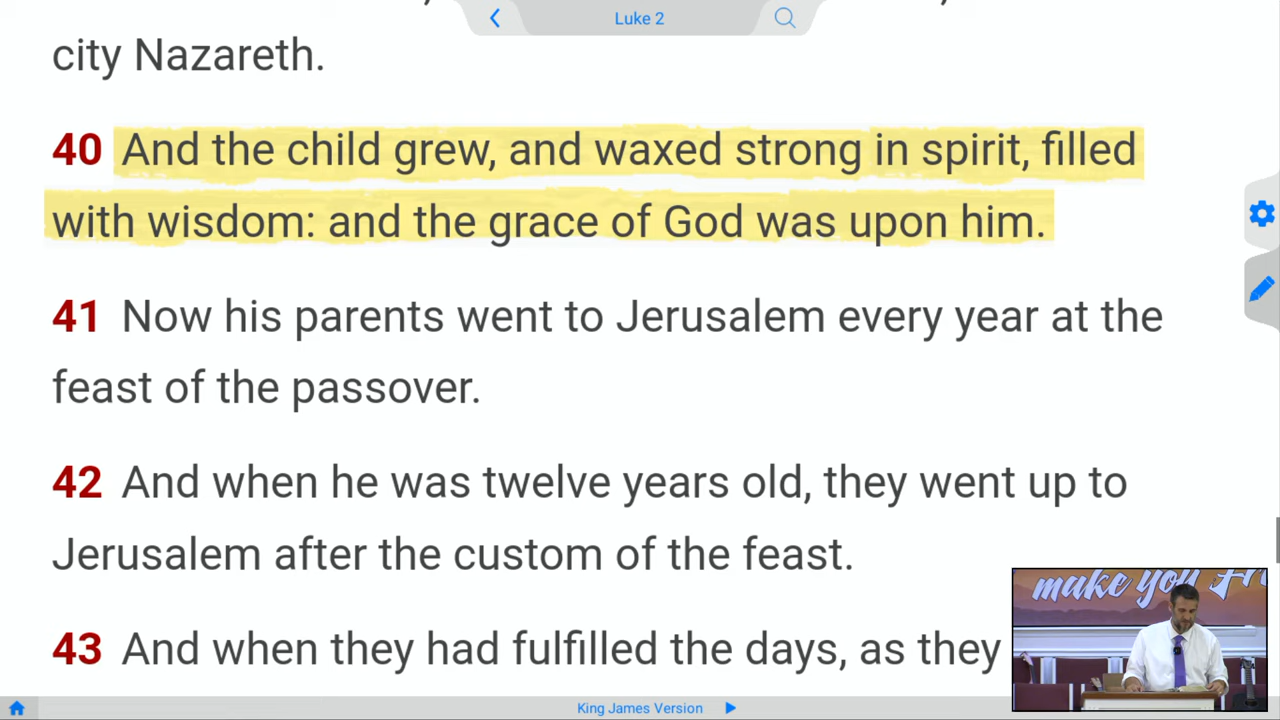 Luke 2
city Nazareth.
40 And the child grew, and waxed strong in spirit, filled
with wisdom: and the grace of God was upon him.
41 Now his parents went to Jerusalem every year at the
feast of the passover.
42 And when he was twelve years old, they went up to
Jerusalem after the custom of the feast.
43 And when they had fulfilled the days, as they
make you
King James Version